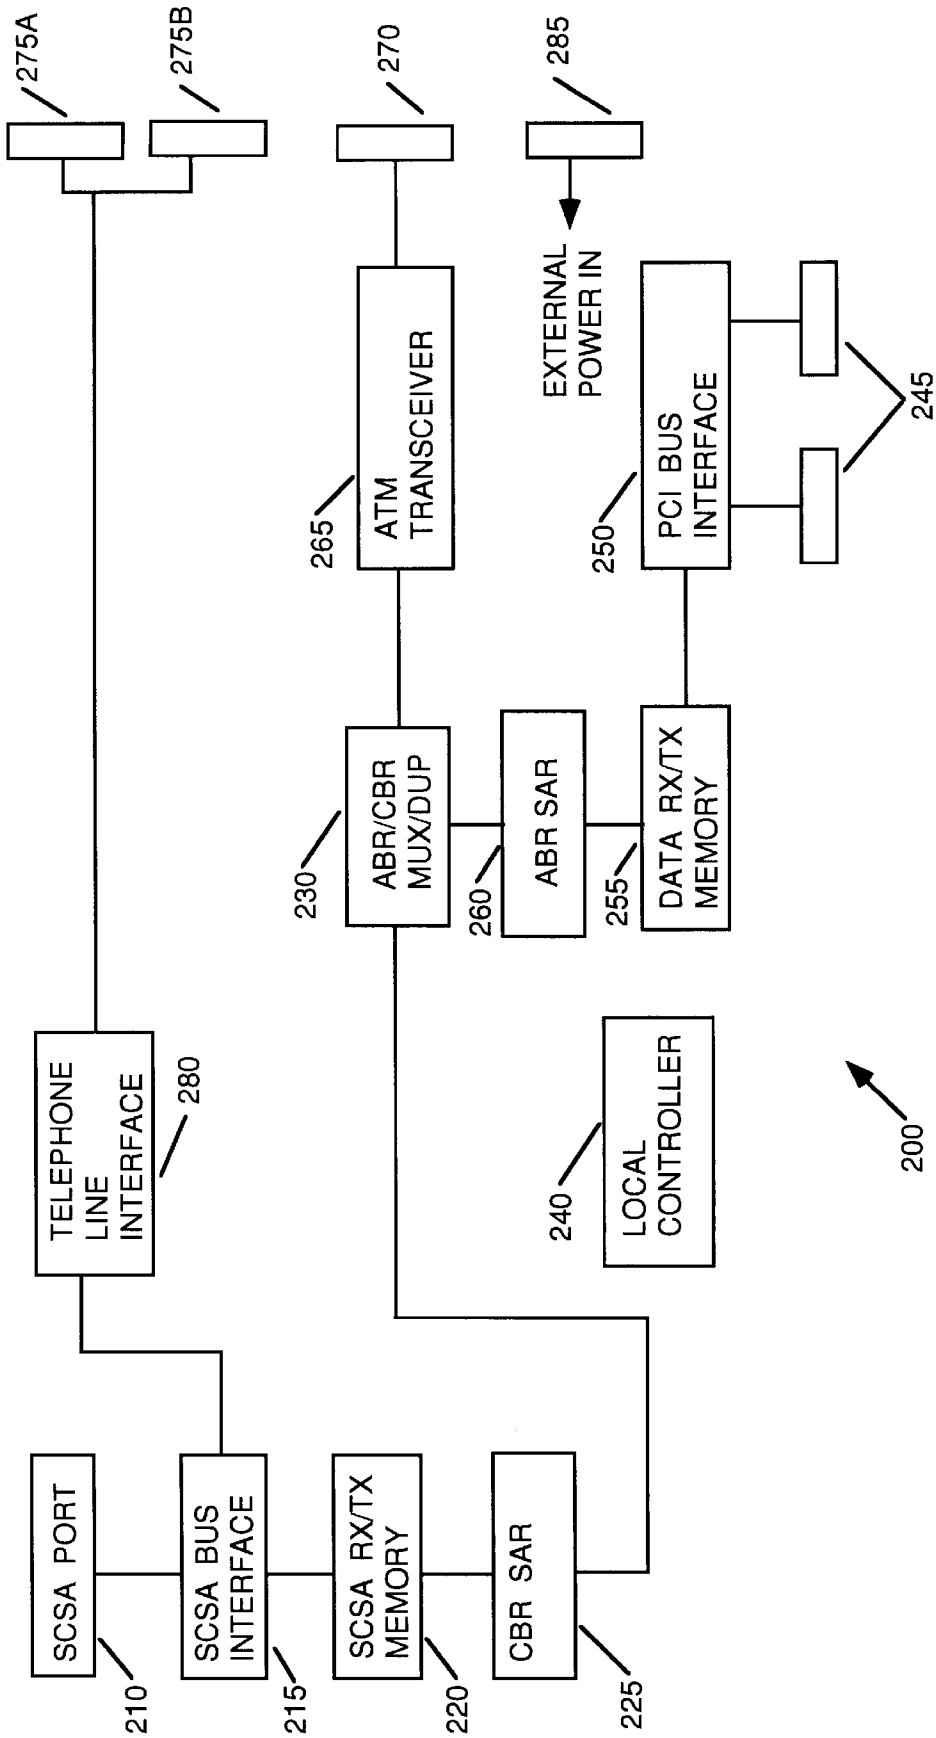 275A
275B
270
285
EXTERNAL
POWER IN
TELEPHONE
LINE
INTERFACE
280
265
ATM
TRANSCEIVER
250
PCI BUS
INTERFACE
245
230
ABR/CBR
MUX/DUP
260
ABR SAR
255
DATA RX/TX
MEMORY
240
LOCAL
CONTROLLER
200
SCSA PORT
210
SCSA BUS
INTERFACE
215
SCSA RX/TX
MEMORY
220
CBR SAR
225